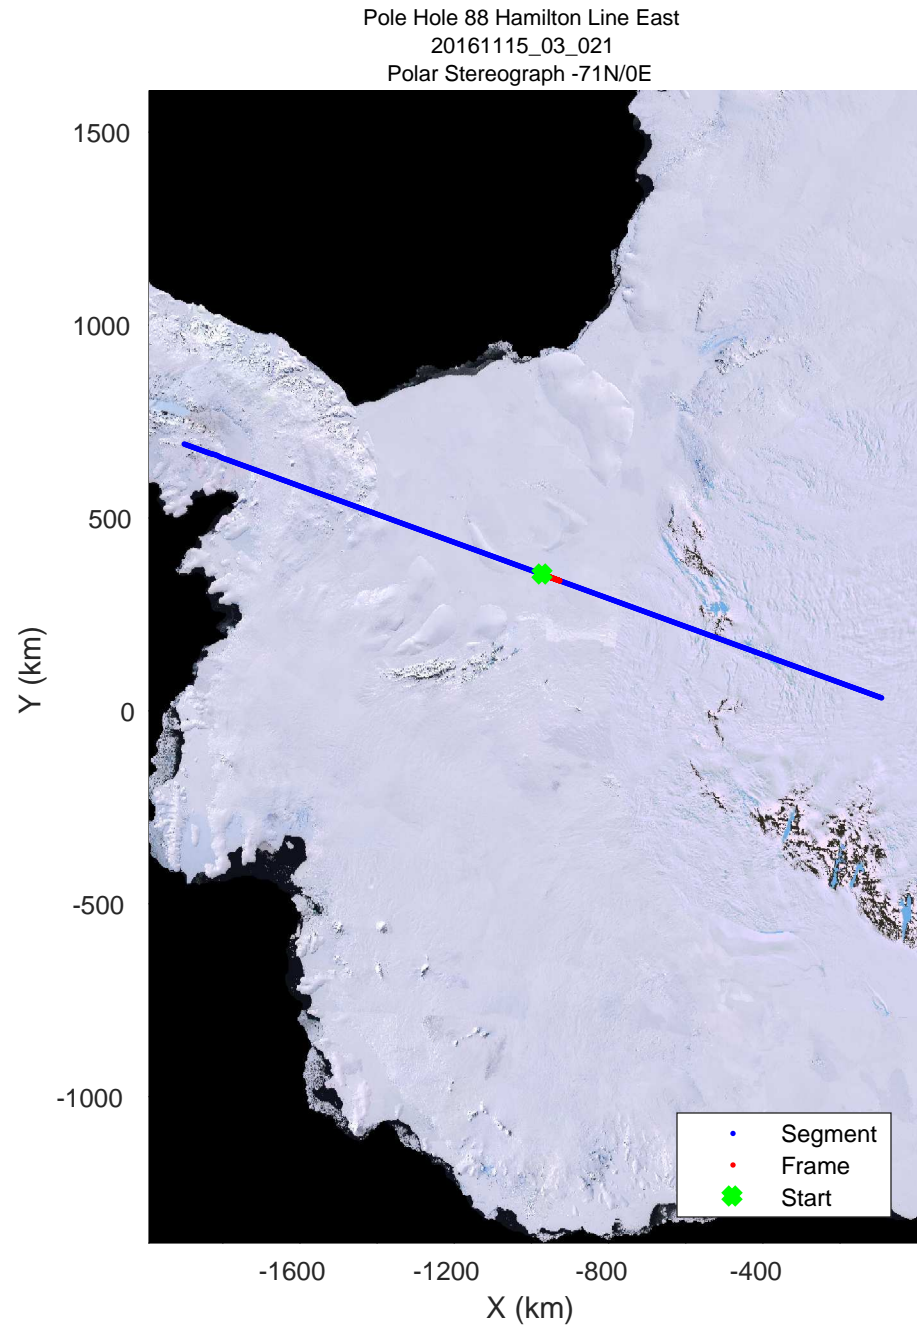 Pole Hole 88 Hamilton Line East
20161115_03_021
Polar Stereograph -71N/0E
1500
1000
500
0
-500
-1000
Y (km)
Segment
Frame
Start
-1600 -1200 -800 -400
X (km)